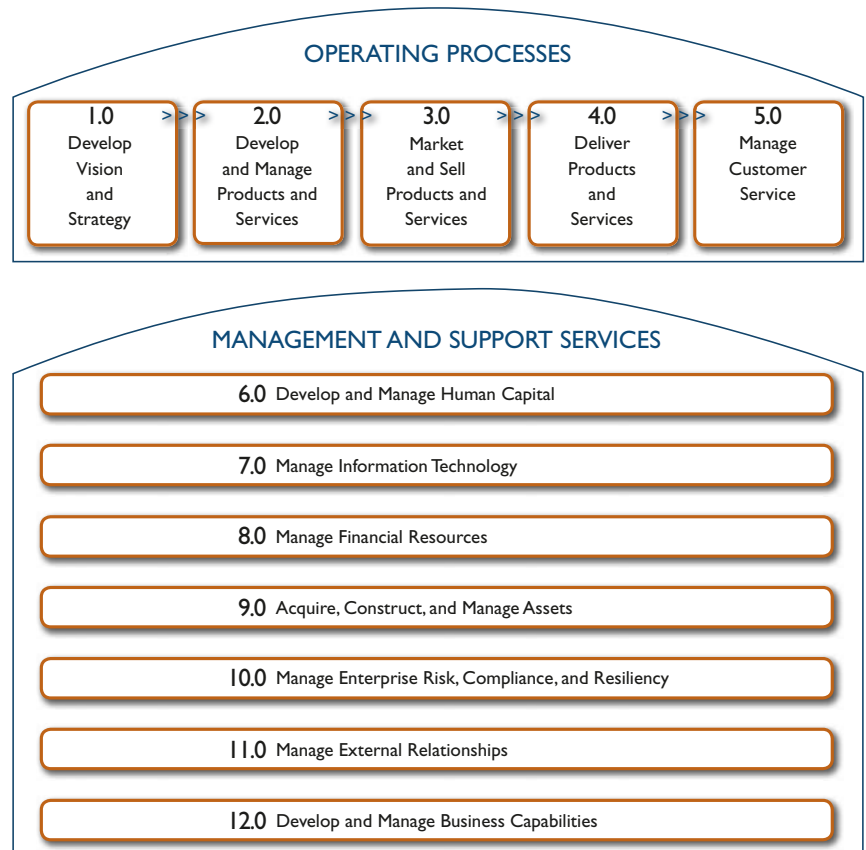 OPERATING PROCESSES
1.0 >>> 2.0 >>> 3.0 >>> 4.0 >>> 5.0
Develop
Vision
and
Strategy
Develop
and Manage
Products and
Services
Market
and Sell
Products and
Services
Deliver
Products
and
Services
Manage
Customer
Service
MANAGEMENT AND SUPPORT SERVICES
6.0 Develop and Manage Human Capital
7.0 Manage Information Technology
8.0 Manage Financial Resources
9.0 Acquire, Construct, and Manage Assets
10.0 Manage Enterprise Risk, Compliance, and Resiliency
11.0 Manage External Relationships
12.0 Develop and Manage Business Capabilities